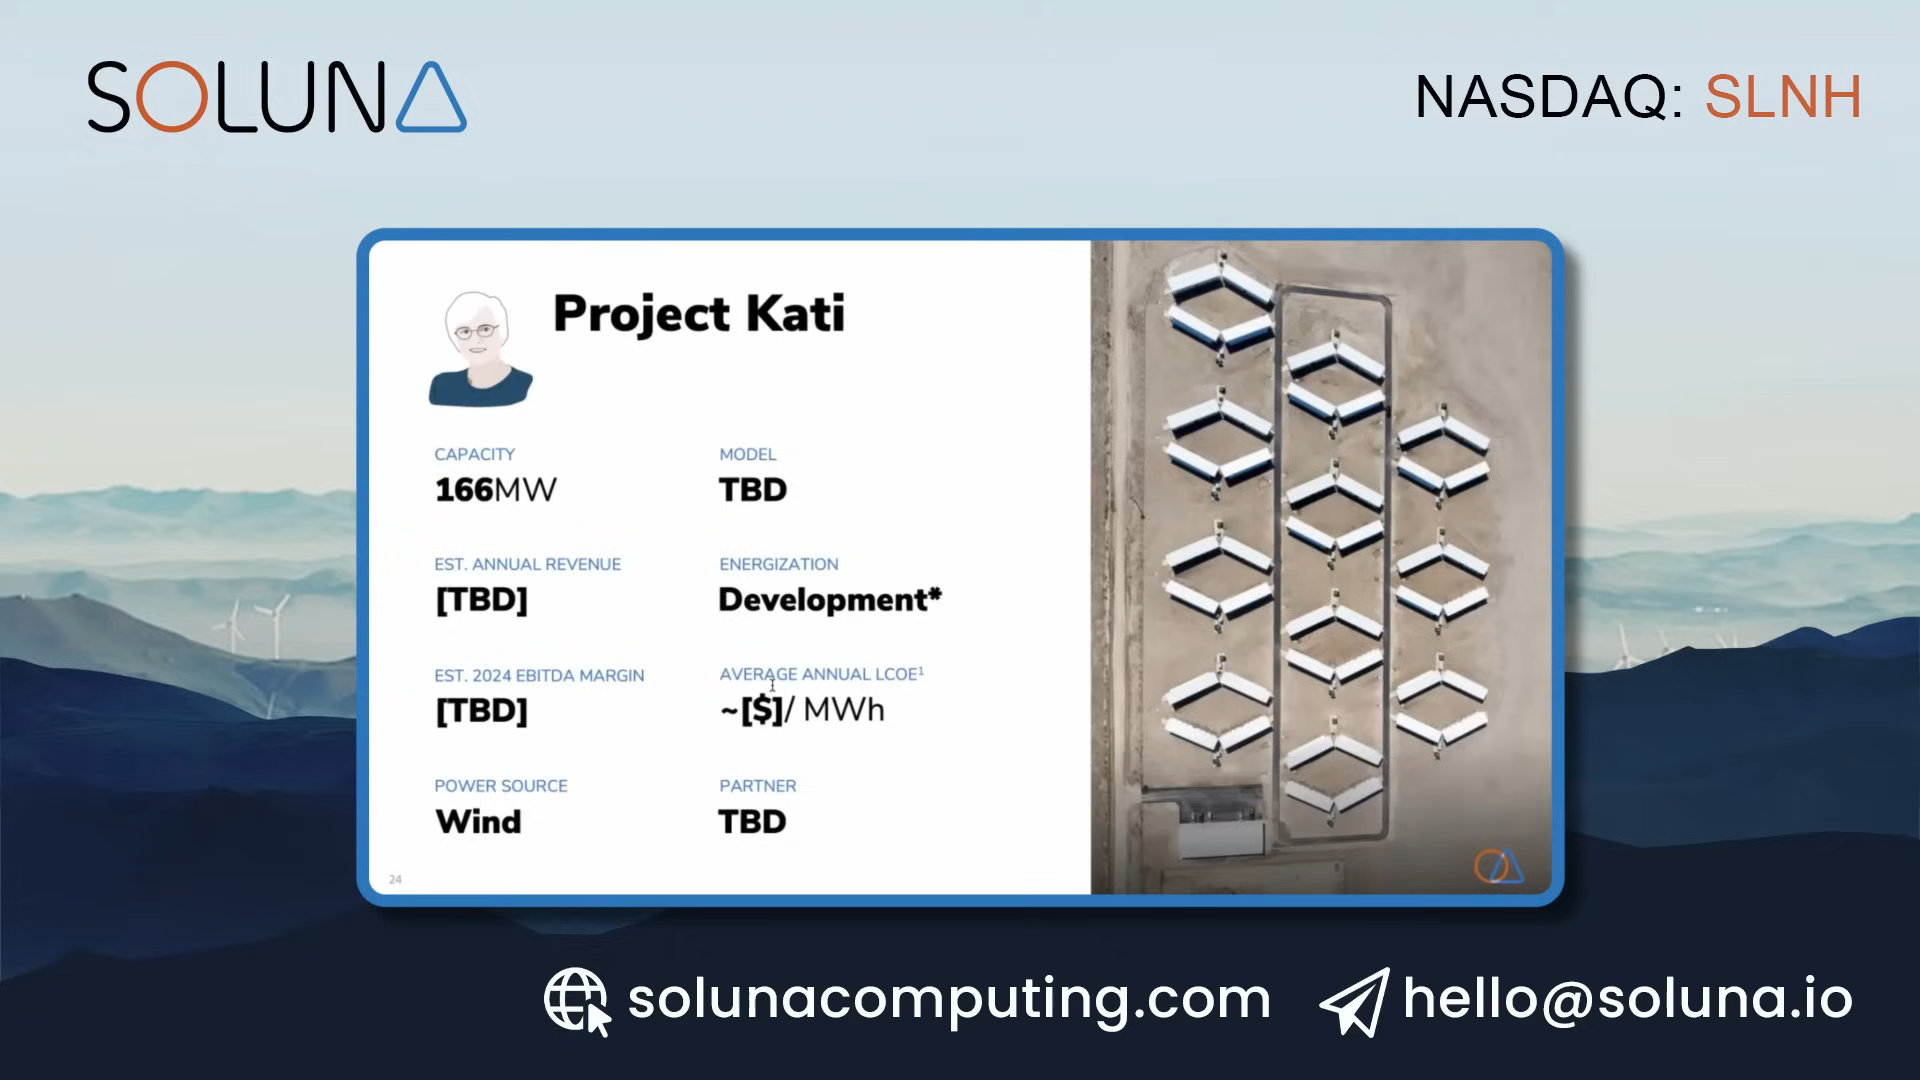 SOLUNA
NASDAQ: SLNH
Project Kati
CAPACITY
166MW
MODEL
TBD
EST. ANNUAL REVENUE
[TBD]
ENERGIZATION
Development*
EST. 2024 EBITDA MARGIN
[TBD]
AVERAGE ANNUAL LCOE¹
~[$]/ MWh
POWER SOURCE
Wind
PARTNER
TBD
24
solunacomputing.com
hello@soluna.io